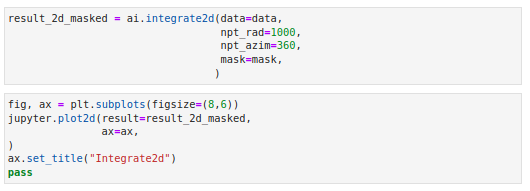 result_2d_masked = ai.integrate2d(data=data,
                                  npt_rad=1000,
                                  npt_azim=360,
                                  mask=mask,
                                 )
fig, ax = plt.subplots(figsize=(8,6))
jupyter.plot2d(result=result_2d_masked,
               ax=ax,
)
ax.set_title("Integrate2d")
pass